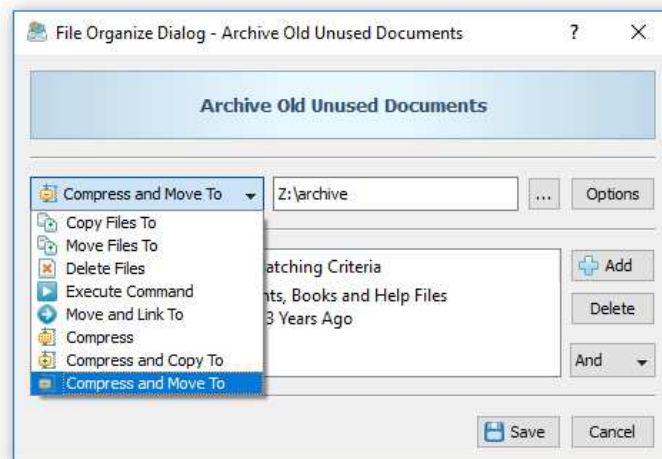 File Organize Dialog - Archive Old Unused Documents ? X
Archive Old Unused Documents
Compress and Move To Z:\archive ... Options
Copy Files To
Move Files To
Delete Files atching Criteria Add
Execute Command nts, Books and Help Files
Move and Link To 3 Years Ago Delete
Compress
Compress and Copy To And
Compress and Move To
Save Cancel